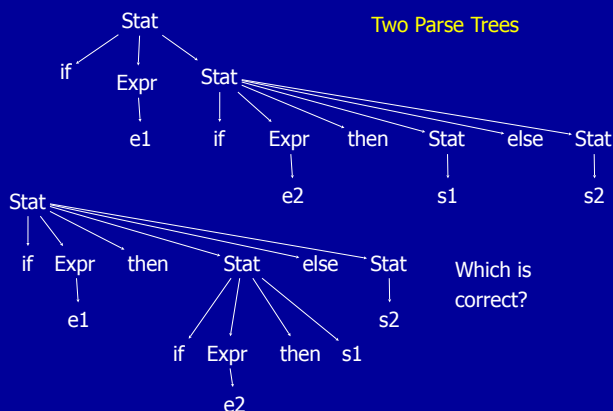 Stat
Two Parse Trees
if Expr Stat
e1 if Expr then Stat else Stat
e2 s1 s2
Stat
if Expr then Stat else Stat
Which is
correct?
e1 s2
if Expr then s1
e2